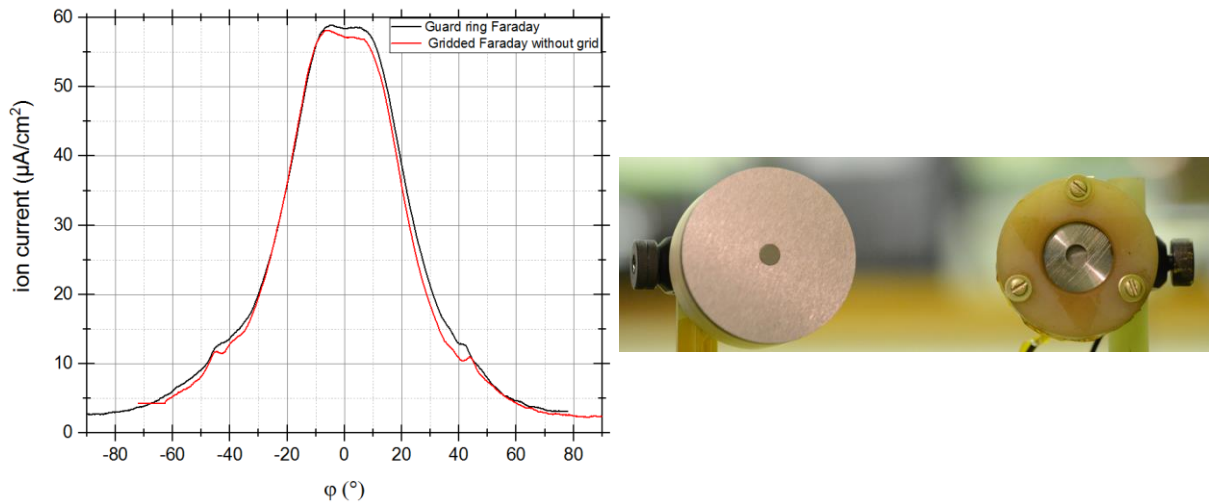 60
50
40
30
20
10
0
ion current (µA/cm²)
Guard ring Faraday
Gridded Faraday without grid
-80 -60 -40 -20 0 20 40 60 80
φ (°)